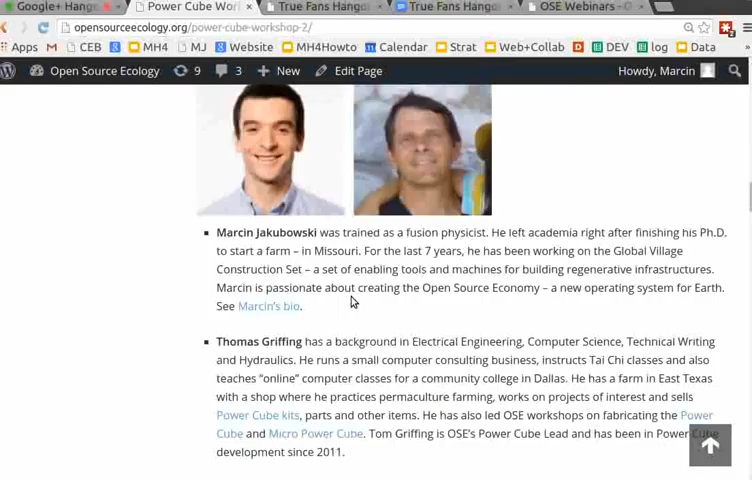 Google+ Hang
Power Cube Wo
True Fans Hango
True Fans Hango
OSE Webinars - G
opensourceecology.org/power-cube-workshop-2/
Apps CEB MH4 MJ Website MH4Howto Calendar Strat Web+Collab DEV log Data
Open Source Ecology 9 3 New Edit Page Howdy, Marcin
Marcin Jakubowski was trained as a fusion physicist. He left academia right after finishing his Ph.D.
to start a farm – in Missouri. For the last 7 years, he has been working on the Global Village
Construction Set – a set of enabling tools and machines for building regenerative infrastructures.
Marcin is passionate about creating the Open Source Economy – a new operating system for Earth.
See Marcin's bio.
Thomas Griffing has a background in Electrical Engineering, Computer Science, Technical Writing
and Hydraulics. He runs a small computer consulting business, instructs Tai Chi classes and also
teaches "online" computer classes for a community college in Dallas. He has a farm in East Texas
with a shop where he practices permaculture farming, works on projects of interest and sells
Power Cube kits, parts and other items. He has also led OSE workshops on fabricating the Power
Cube and Micro Power Cube. Tom Griffing is OSE's Power Cube Lead and has been in Power Cube
development since 2011.